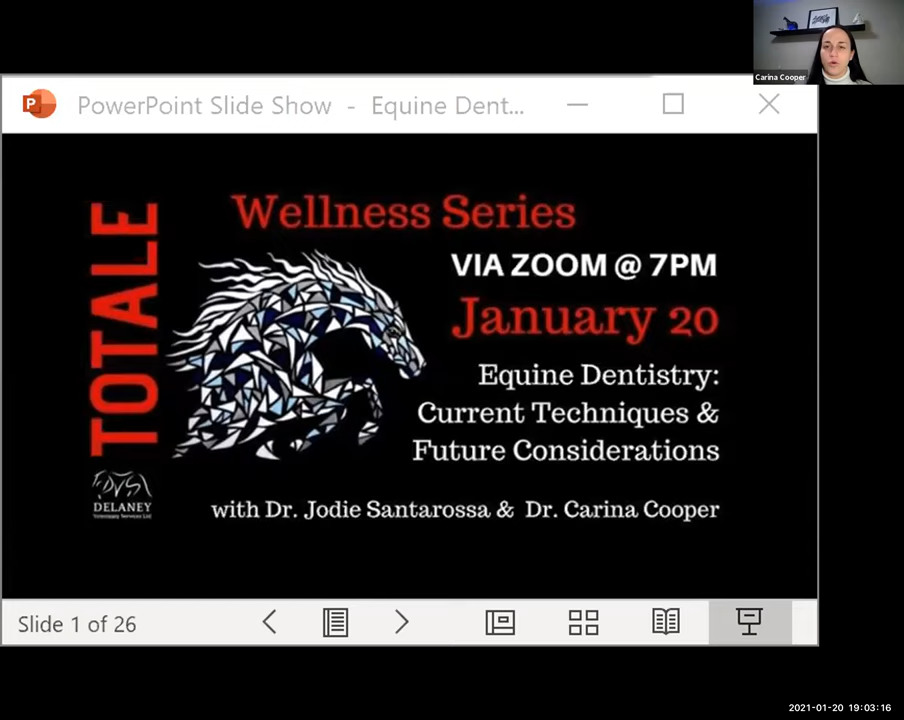 Carina Cooper
PowerPoint Slide Show - Equine Dent...
TOTALE
Wellness Series
VIA ZOOM @ 7PM
January 20
Equine Dentistry:
Current Techniques &
Future Considerations
DVSL
DELANEY
Veterinary Services Ltd
with Dr. Jodie Santarossa & Dr. Carina Cooper
Slide 1 of 26
2021-01-20 19:03:16